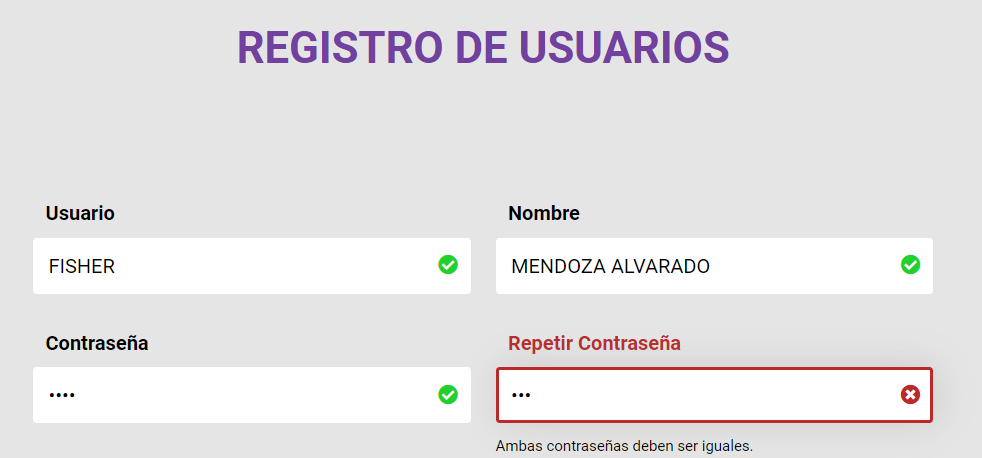 REGISTRO DE USUARIOS
Usuario
Nombre
FISHER
MENDOZA ALVARADO
Contraseña
Repetir Contraseña
••••
•••
Ambas contraseñas deben ser iguales.